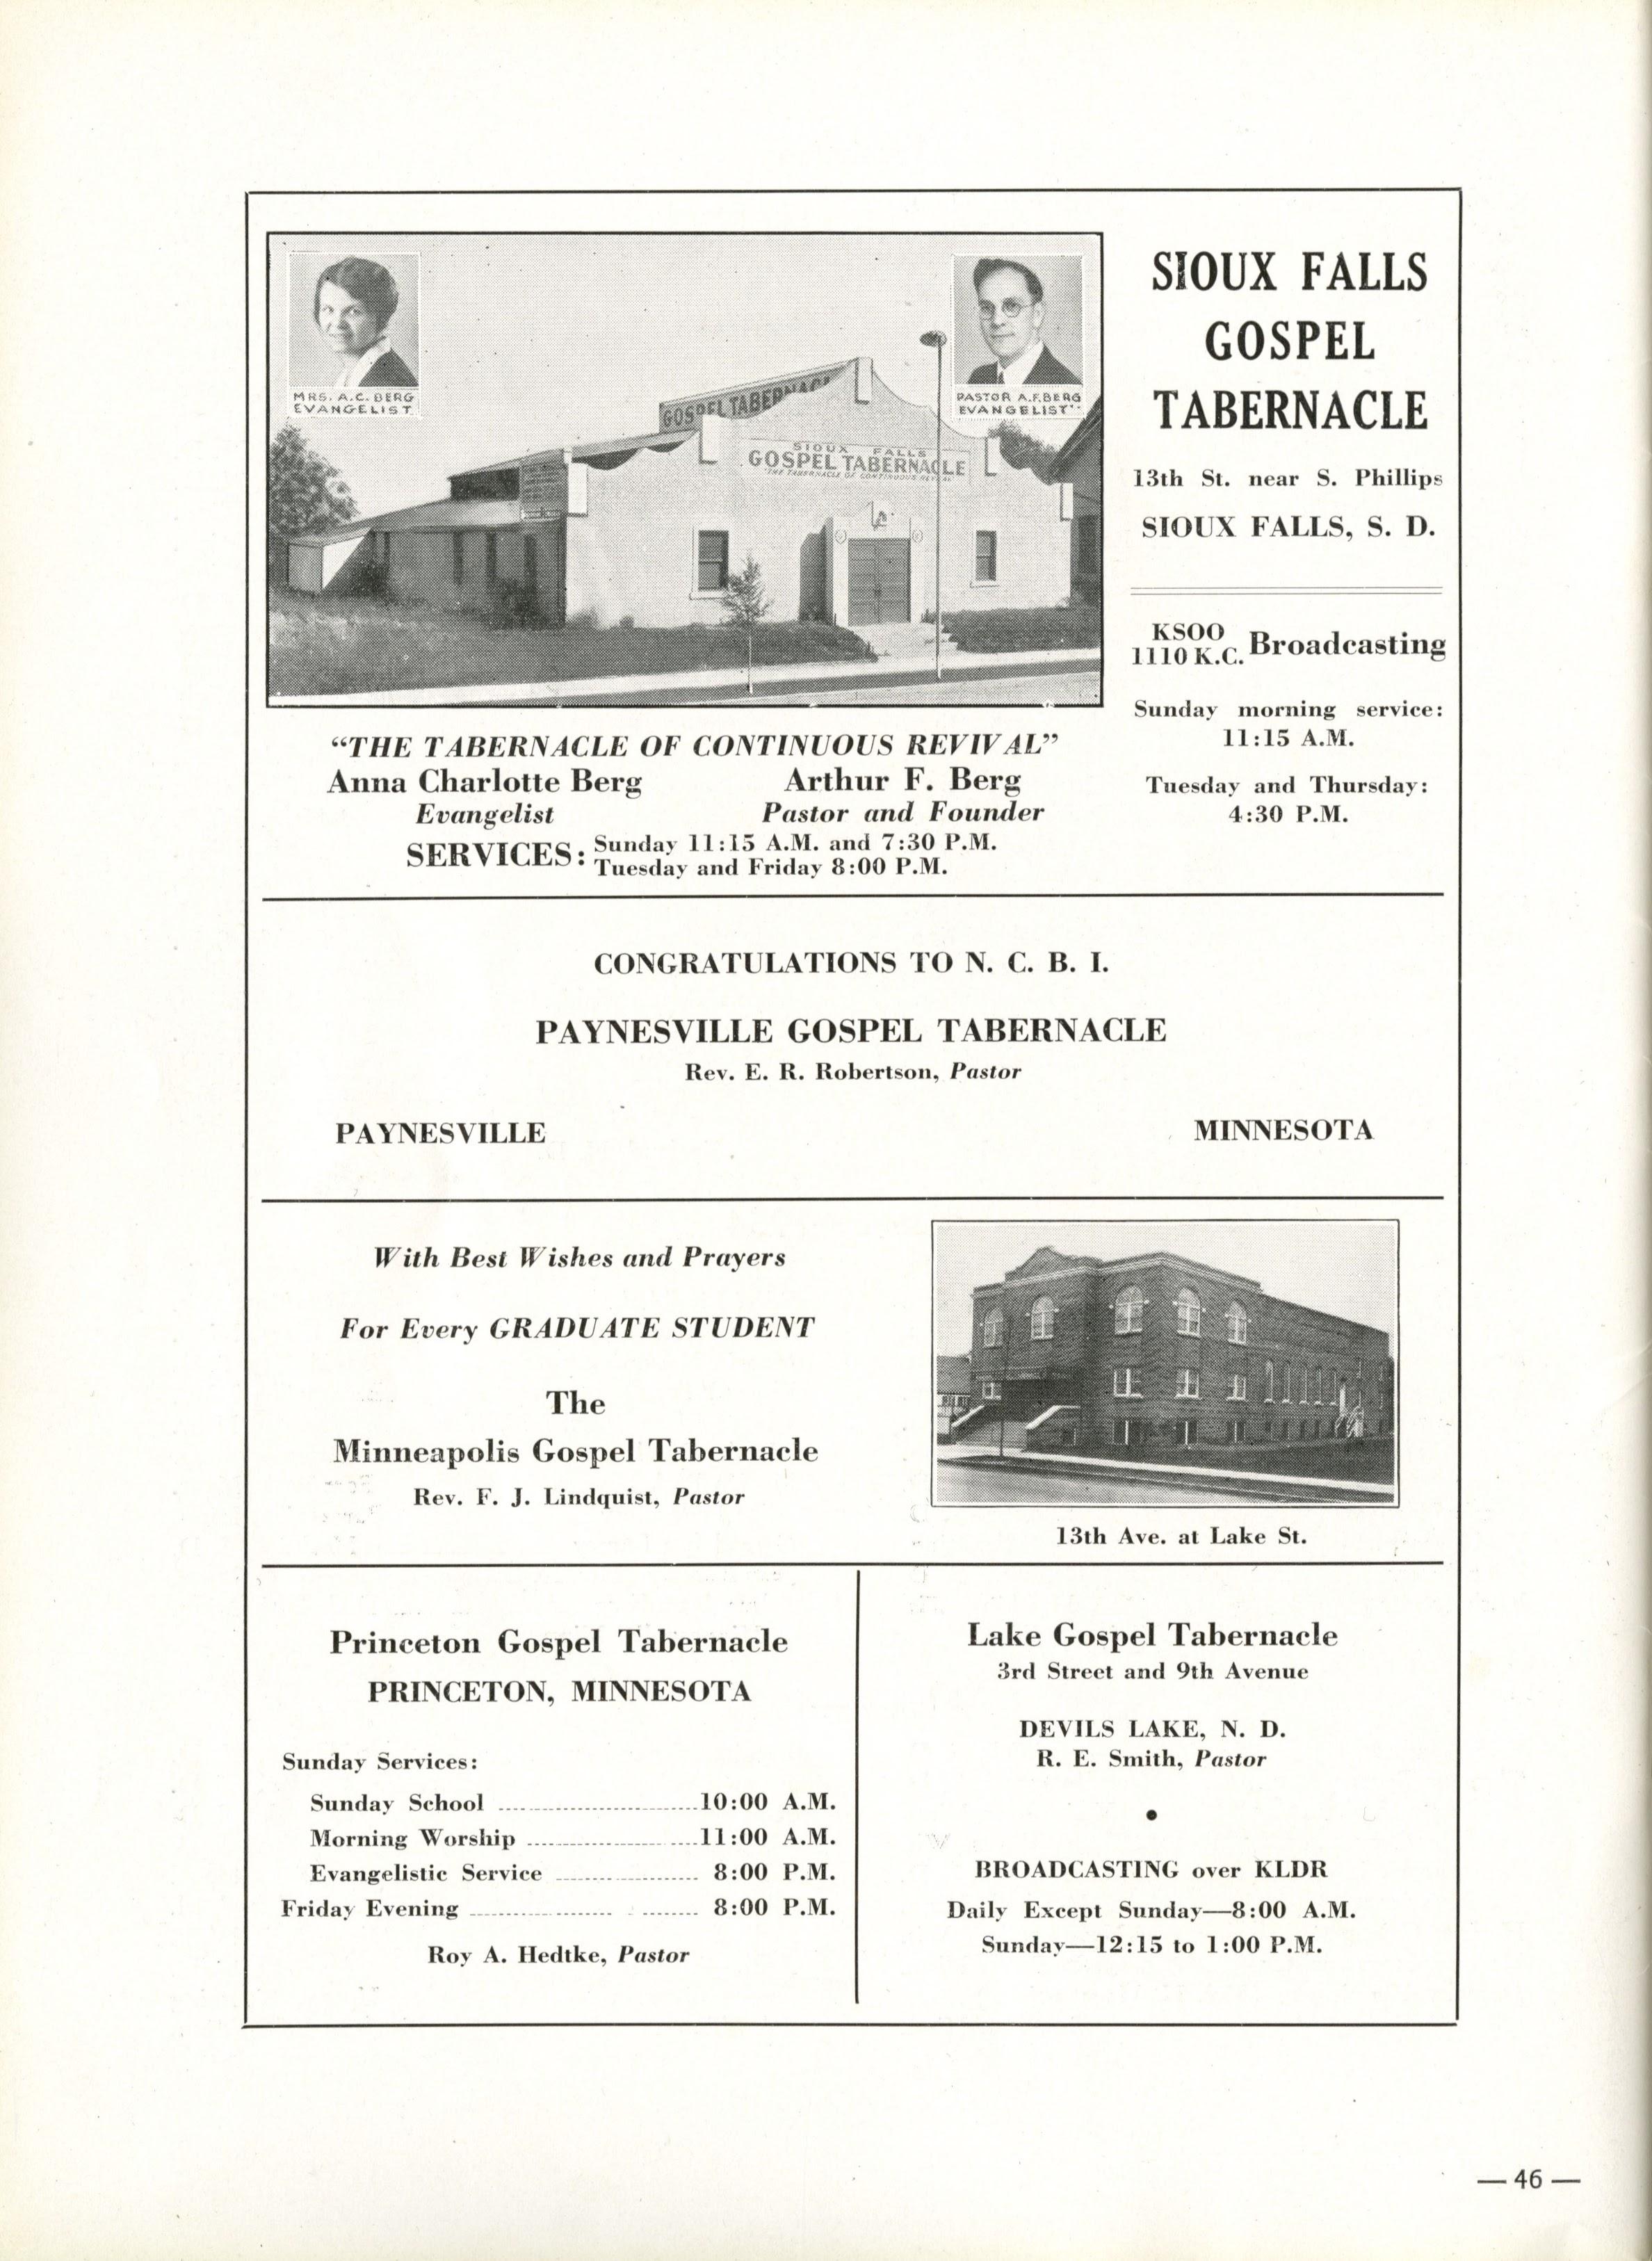 MRS. A.C. BERG
EVANGELIST
PASTOR A.F. BERG
EVANGELIST
GOSPEL TABERNACL
SIOUX FALLS
GOSPEL TABERNACLE
THE TABERNACLE OF CONTINUOUS REVIVAL
SIOUX FALLS
GOSPEL
TABERNACLE
13th St. near S. Phillips
SIOUX FALLS, S. D.
KSOO
1110 K.C. Broadcasting
Sunday morning service:
11:15 A.M.
Tuesday and Thursday:
4:30 P.M.
“THE TABERNACLE OF CONTINUOUS REVIVAL”
Anna Charlotte Berg Arthur F. Berg
Evangelist Pastor and Founder
SERVICES: Sunday 11:15 A.M. and 7:30 P.M.
Tuesday and Friday 8:00 P.M.
CONGRATULATIONS TO N. C. B. I.
PAYNESVILLE GOSPEL TABERNACLE
Rev. E. R. Robertson, Pastor
PAYNESVILLE MINNESOTA
With Best Wishes and Prayers
For Every GRADUATE STUDENT
The
Minneapolis Gospel Tabernacle
Rev. F. J. Lindquist, Pastor
13th Ave. at Lake St.
Princeton Gospel Tabernacle
PRINCETON, MINNESOTA
Sunday Services:
Sunday School 10:00 A.M.
Morning Worship 11:00 A.M.
Evangelistic Service 8:00 P.M.
Friday Evening 8:00 P.M.
Roy A. Hedtke, Pastor
Lake Gospel Tabernacle
3rd Street and 9th Avenue
DEVILS LAKE, N. D.
R. E. Smith, Pastor
BROADCASTING over KLDR
Daily Except Sunday—8:00 A.M.
Sunday—12:15 to 1:00 P.M.
— 46 —